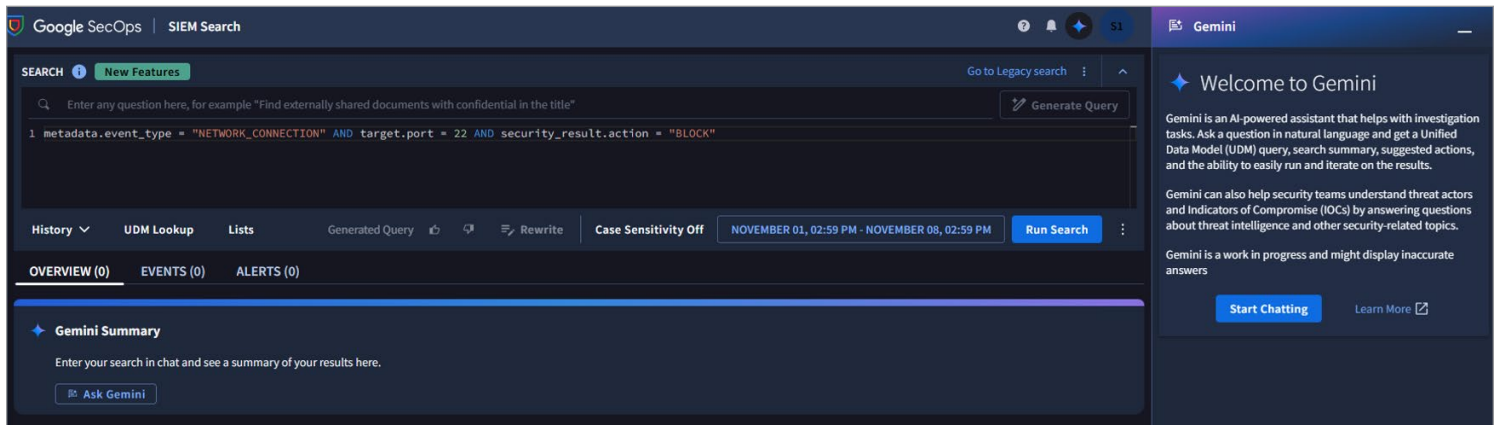 Google SecOps | SIEM Search
S1
SEARCH New Features
Go to Legacy search
Enter any question here, for example "Find externally shared documents with confidential in the title"
Generate Query
1 metadata.event_type = "NETWORK_CONNECTION" AND target.port = 22 AND security_result.action = "BLOCK"
History UDM Lookup Lists Generated Query Rewrite Case Sensitivity Off NOVEMBER 01, 02:59 PM - NOVEMBER 08, 02:59 PM Run Search
OVERVIEW (0) EVENTS (0) ALERTS (0)
Gemini Summary
Enter your search in chat and see a summary of your results here.
Ask Gemini
Gemini
Welcome to Gemini
Gemini is an AI-powered assistant that helps with investigation
tasks. Ask a question in natural language and get a Unified
Data Model (UDM) query, search summary, suggested actions,
and the ability to easily run and iterate on the results.
Gemini can also help security teams understand threat actors
and Indicators of Compromise (IOCs) by answering questions
about threat intelligence and other security-related topics.
Gemini is a work in progress and might display inaccurate
answers
Start Chatting Learn More